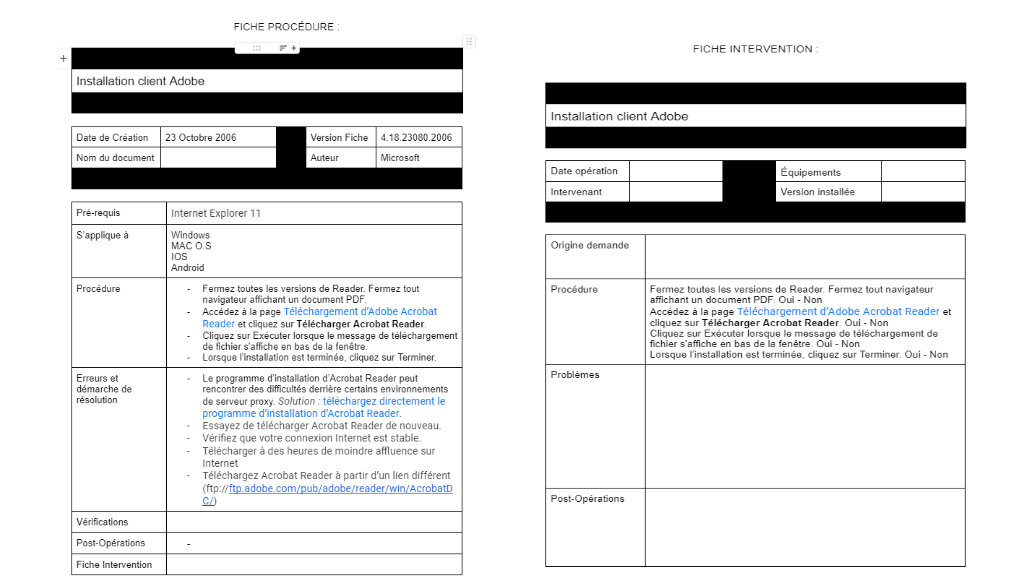 FICHE PROCÉDURE :
Installation client Adobe
Date de Création 23 Octobre 2006 Version Fiche 4.18.23080.2006
Nom du document Auteur Microsoft
Pré-requis Internet Explorer 11
S'applique à Windows
MAC O.S
IOS
Android
Procédure - Fermez toutes les versions de Reader. Fermez tout
navigateur affichant un document PDF.
- Accédez à la page Téléchargement d'Adobe Acrobat
Reader et cliquez sur Télécharger Acrobat Reader.
- Cliquez sur Exécuter lorsque le message de téléchargement
de fichier s'affiche en bas de la fenêtre.
- Lorsque l'installation est terminée, cliquez sur Terminer.
Erreurs et - Le programme d'installation d'Acrobat Reader peut
démarche de rencontrer des difficultés derrière certains environnements
résolution de serveur proxy. Solution : téléchargez directement le
programme d'installation d'Acrobat Reader.
- Essayez de télécharger Acrobat Reader de nouveau.
- Vérifiez que votre connexion Internet est stable.
- Télécharger à des heures de moindre affluence sur
Internet
- Téléchargez Acrobat Reader à partir d'un lien différent
(ftp://ftp.adobe.com/pub/adobe/reader/win/AcrobatD
C/)
Vérifications
Post-Opérations -
Fiche Intervention
FICHE INTERVENTION :
Installation client Adobe
Date opération Équipements
Intervenant Version installée
Origine demande
Procédure Fermez toutes les versions de Reader. Fermez tout navigateur
affichant un document PDF. Oui - Non
Accédez à la page Téléchargement d'Adobe Acrobat Reader et
cliquez sur Télécharger Acrobat Reader. Oui - Non
Cliquez sur Exécuter lorsque le message de téléchargement de
fichier s'affiche en bas de la fenêtre. Oui - Non
Lorsque l'installation est terminée, cliquez sur Terminer. Oui - Non
Problèmes
Post-Opérations